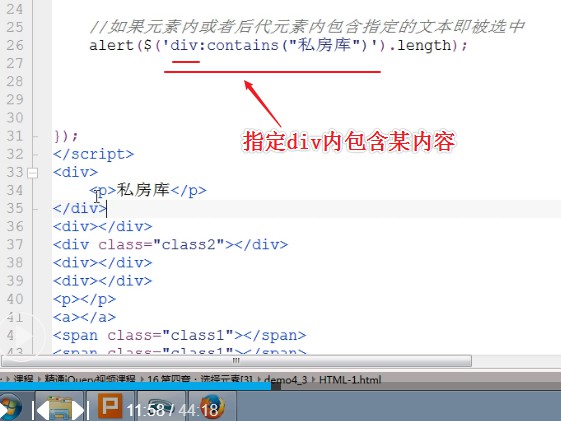 24
25 //如果元素内或者后代元素内包含指定的文本即被选中
26 alert($('div:contains("私房库")').length);
27
28
29
30
指定div内包含某内容
31 });
32 </script>
33 <div>
34 <p>私房库</p>
35 </div>
36 <div></div>
37 <div class="class2"></div>
38 <div></div>
39 <div></div>
40 <p></p>
41 <a></a>
4 <span class="class1"></span>
43 <span class="class1"></span>
课程 ▸ 精通jQuery视频课程 ▸ 16.第四章:选择元素[3] ▸ demo4_3 ▸ HTML-1.html
11:58 / 44:18